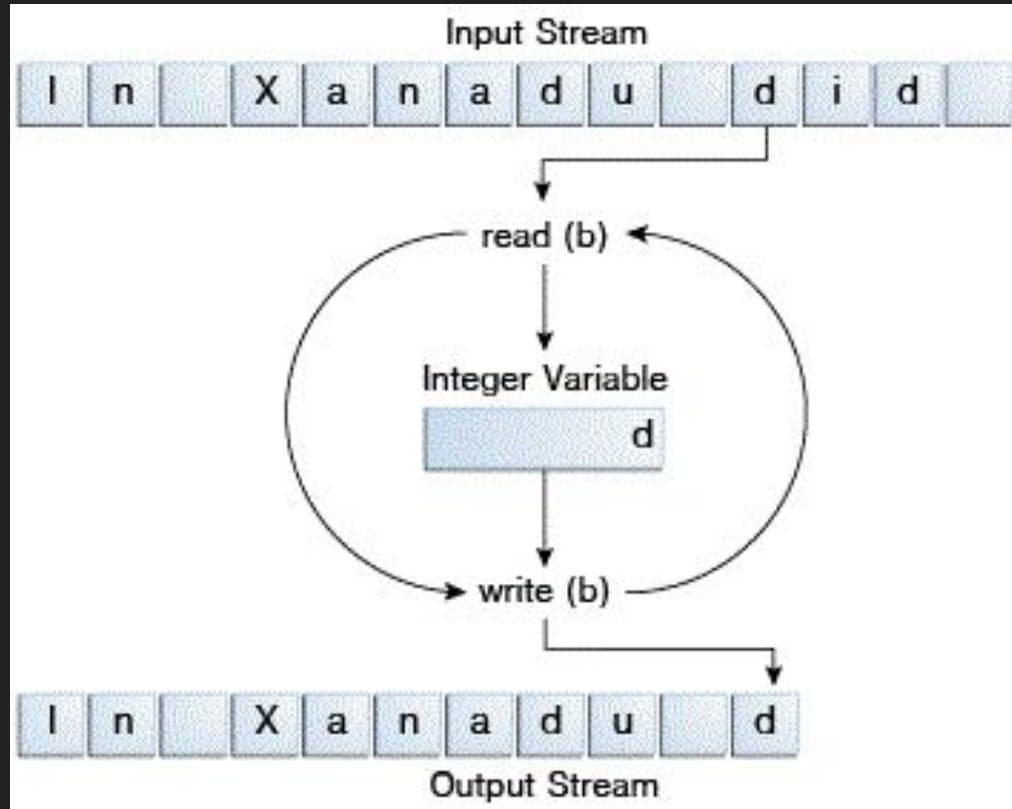 Input Stream
I n X a n a d u d i d
read (b)
Integer Variable
d
write (b)
I n X a n a d u d
Output Stream